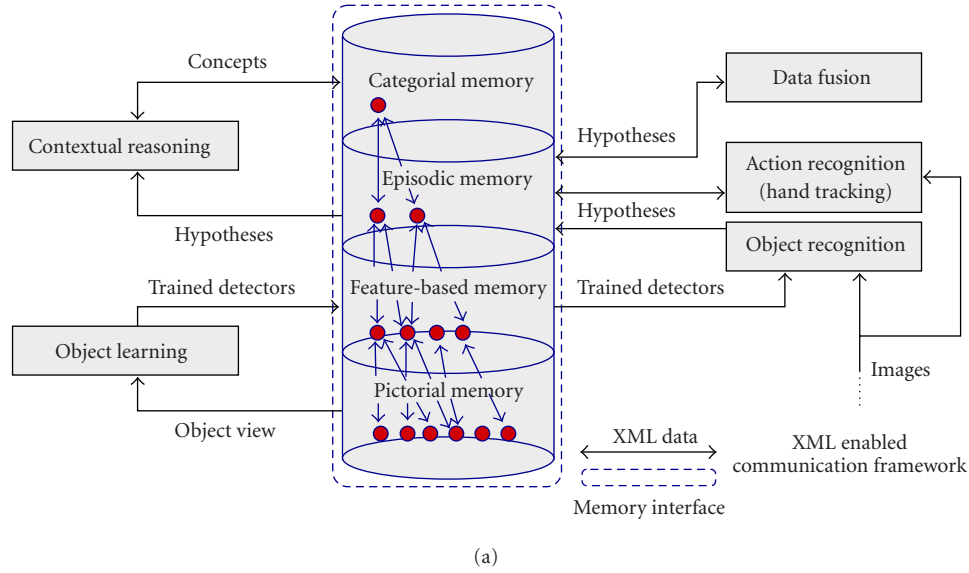 Concepts
Categorial memory
Data fusion
Contextual reasoning
Hypotheses
Episodic memory
Action recognition
(hand tracking)
Hypotheses
Hypotheses
Object recognition
Trained detectors
Feature-based memory
Trained detectors
Object learning
Images
Pictorial memory
Object view
XML data
XML enabled
communication framework
Memory interface
(a)